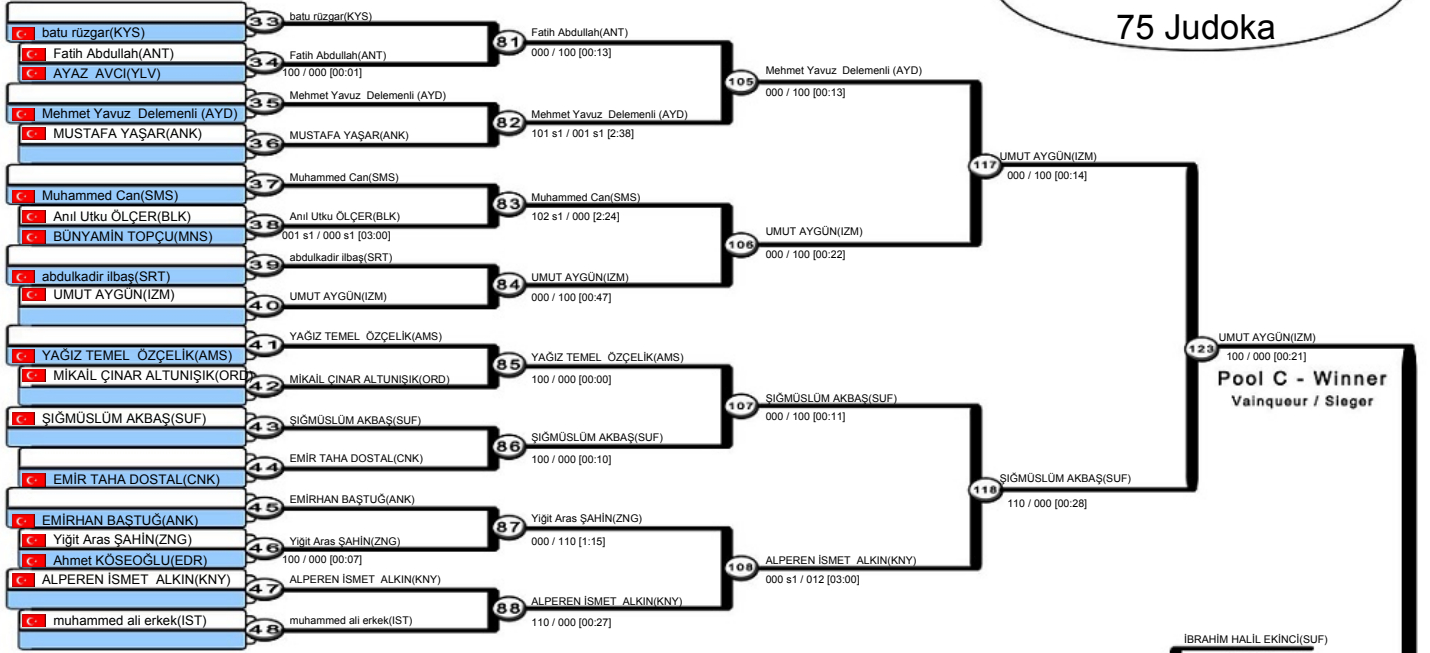 75 Judoka
batu rüzgar(KYS)
33
batu rüzgar(KYS)
Fatih Abdullah(ANT)
AYAZ AVCI(YLV)
34
Fatih Abdullah(ANT)
100 / 000 [00:01]
81
Fatih Abdullah(ANT)
000 / 100 [00:13]
Mehmet Yavuz Delemenli (AYD)
35
Mehmet Yavuz Delemenli (AYD)
MUSTAFA YAŞAR(ANK)
36
MUSTAFA YAŞAR(ANK)
82
Mehmet Yavuz Delemenli (AYD)
101 s1 / 001 s1 [2:38]
105
Mehmet Yavuz Delemenli (AYD)
000 / 100 [00:13]
Muhammed Can(SMS)
37
Muhammed Can(SMS)
Anıl Utku ÖLÇER(BLK)
BÜNYAMİN TOPÇU(MNS)
38
Anıl Utku ÖLÇER(BLK)
001 s1 / 000 s1 [03:00]
83
Muhammed Can(SMS)
102 s1 / 000 [2:24]
abdulkadir ilbaş(SRT)
39
abdulkadir ilbaş(SRT)
UMUT AYGÜN(IZM)
40
UMUT AYGÜN(IZM)
84
UMUT AYGÜN(IZM)
000 / 100 [00:47]
106
UMUT AYGÜN(IZM)
000 / 100 [00:22]
117
UMUT AYGÜN(IZM)
000 / 100 [00:14]
YAĞIZ TEMEL ÖZÇELİK(AMS)
41
YAĞIZ TEMEL ÖZÇELİK(AMS)
MİKAİL ÇINAR ALTUNIŞIK(ORD)
42
MİKAİL ÇINAR ALTUNIŞIK(ORD)
85
YAĞIZ TEMEL ÖZÇELİK(AMS)
100 / 000 [00:00]
ŞIĞMÜSLÜM AKBAŞ(SUF)
43
ŞIĞMÜSLÜM AKBAŞ(SUF)
EMİR TAHA DOSTAL(CNK)
44
EMİR TAHA DOSTAL(CNK)
86
ŞIĞMÜSLÜM AKBAŞ(SUF)
100 / 000 [00:10]
107
ŞIĞMÜSLÜM AKBAŞ(SUF)
000 / 100 [00:11]
EMİRHAN BAŞTUĞ(ANK)
45
EMİRHAN BAŞTUĞ(ANK)
Yiğit Aras ŞAHİN(ZNG)
Ahmet KÖSEOĞLU(EDR)
46
Yiğit Aras ŞAHİN(ZNG)
100 / 000 [00:07]
87
Yiğit Aras ŞAHİN(ZNG)
000 / 110 [1:15]
ALPEREN İSMET ALKIN(KNY)
47
ALPEREN İSMET ALKIN(KNY)
muhammed ali erkek(IST)
48
muhammed ali erkek(IST)
88
ALPEREN İSMET ALKIN(KNY)
110 / 000 [00:27]
108
ALPEREN İSMET ALKIN(KNY)
000 s1 / 012 [03:00]
118
ŞIĞMÜSLÜM AKBAŞ(SUF)
110 / 000 [00:28]
123
UMUT AYGÜN(IZM)
100 / 000 [00:21]
Pool C - Winner
Vainqueur / Sieger
İBRAHİM HALİL EKİNCİ(SUF)